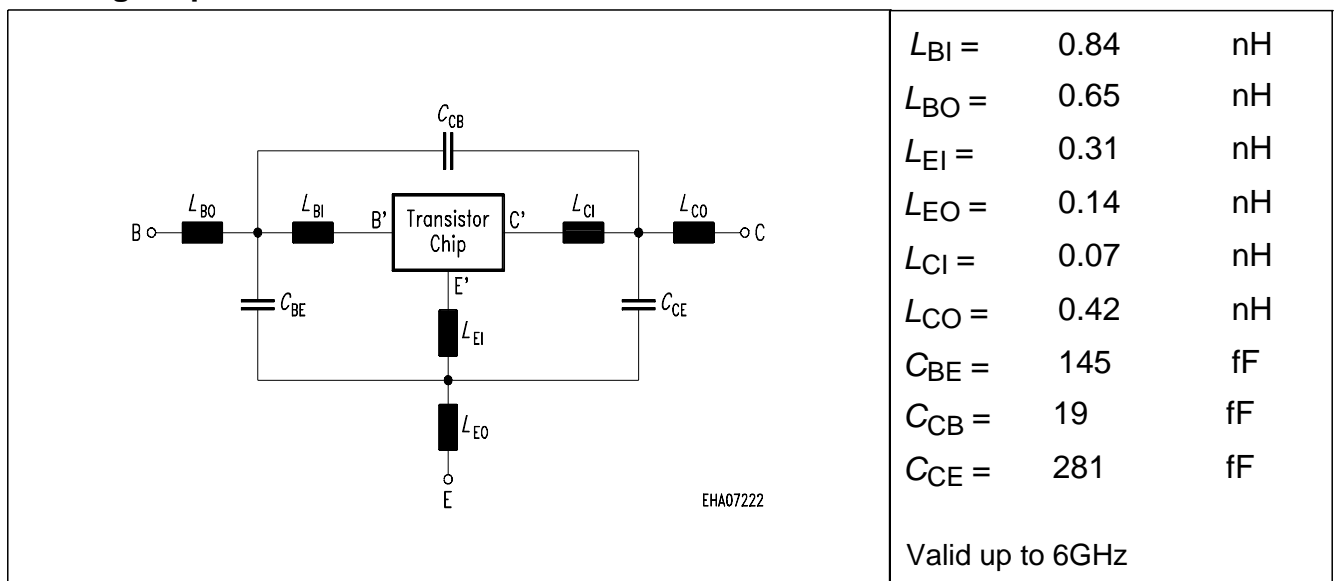 C_CB
L_BO
L_BI
B'
Transistor
Chip
C'
L_CI
L_CO
B
C
E'
C_BE
C_CE
L_EI
L_EO
E
EHA07222
L_BI = 0.84 nH
L_BO = 0.65 nH
L_EI = 0.31 nH
L_EO = 0.14 nH
L_CI = 0.07 nH
L_CO = 0.42 nH
C_BE = 145 fF
C_CB = 19 fF
C_CE = 281 fF
Valid up to 6GHz